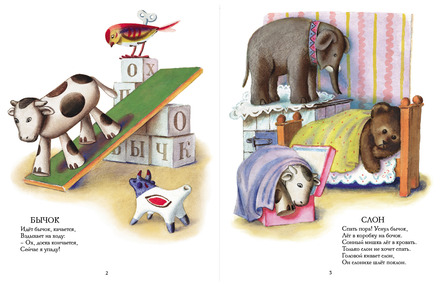 ОХ
О
БЫЧОК
БЫЧОК
Идёт бычок, качается,
Вздыхает на ходу:
– Ох, доска кончается,
Сейчас я упаду!
2
СЛОН
Спать пора! Уснул бычок,
Лёг в коробку на бочок.
Сонный мишка лёг в кровать.
Только слон не хочет спать.
Головой кивает слон,
Он слонихе шлёт поклон.
3